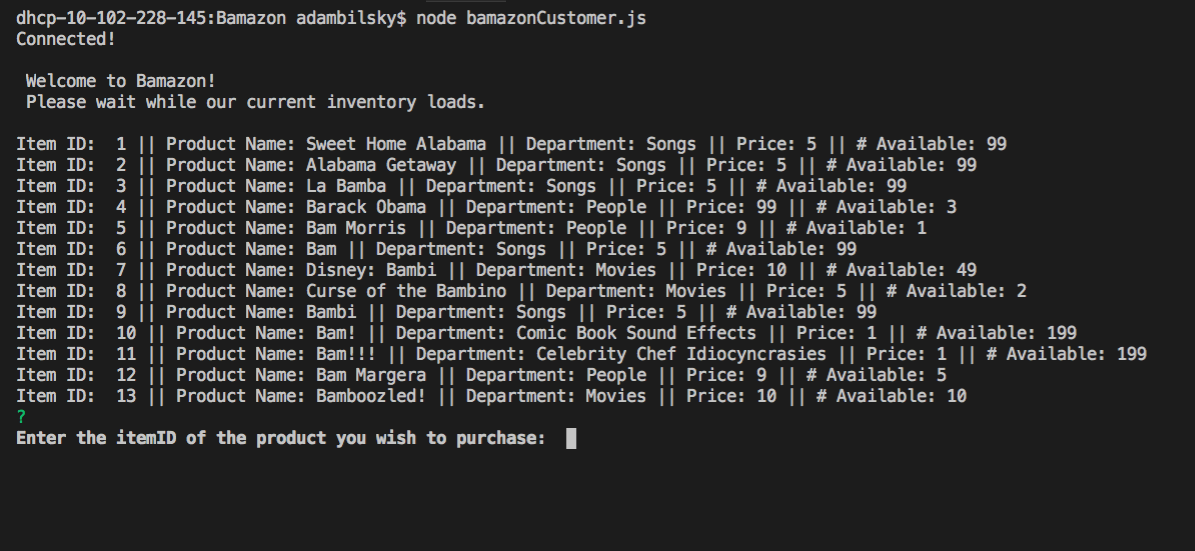 dhcp-10-102-228-145:Bamazon adambilsky$ node bamazonCustomer.js
Connected!
Welcome to Bamazon!
Please wait while our current inventory loads.
Item ID:  1 || Product Name: Sweet Home Alabama || Department: Songs || Price: 5 || # Available: 99
Item ID:  2 || Product Name: Alabama Getaway || Department: Songs || Price: 5 || # Available: 99
Item ID:  3 || Product Name: La Bamba || Department: Songs || Price: 5 || # Available: 99
Item ID:  4 || Product Name: Barack Obama || Department: People || Price: 99 || # Available: 3
Item ID:  5 || Product Name: Bam Morris || Department: People || Price: 9 || # Available: 1
Item ID:  6 || Product Name: Bam || Department: Songs || Price: 5 || # Available: 99
Item ID:  7 || Product Name: Disney: Bambi || Department: Movies || Price: 10 || # Available: 49
Item ID:  8 || Product Name: Curse of the Bambino || Department: Movies || Price: 5 || # Available: 2
Item ID:  9 || Product Name: Bambi || Department: Songs || Price: 5 || # Available: 99
Item ID:  10 || Product Name: Bam! || Department: Comic Book Sound Effects || Price: 1 || # Available: 199
Item ID:  11 || Product Name: Bam!!! || Department: Celebrity Chef Idiocyncrasies || Price: 1 || # Available: 199
Item ID:  12 || Product Name: Bam Margera || Department: People || Price: 9 || # Available: 5
Item ID:  13 || Product Name: Bamboozled! || Department: Movies || Price: 10 || # Available: 10
?
Enter the itemID of the product you wish to purchase: